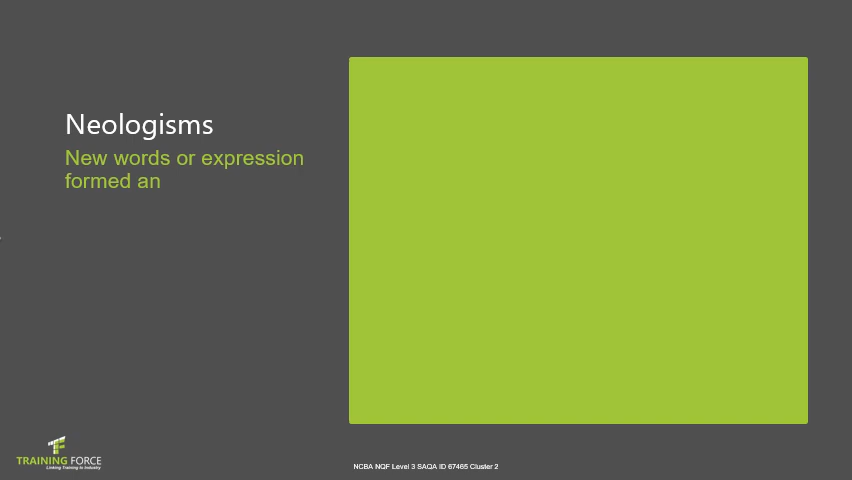 Neologisms
New words or expression
formed an
TRAINING FORCE
Linking Training to Industry
NCBA NQF Level 3 SAQA ID 67465 Cluster 2